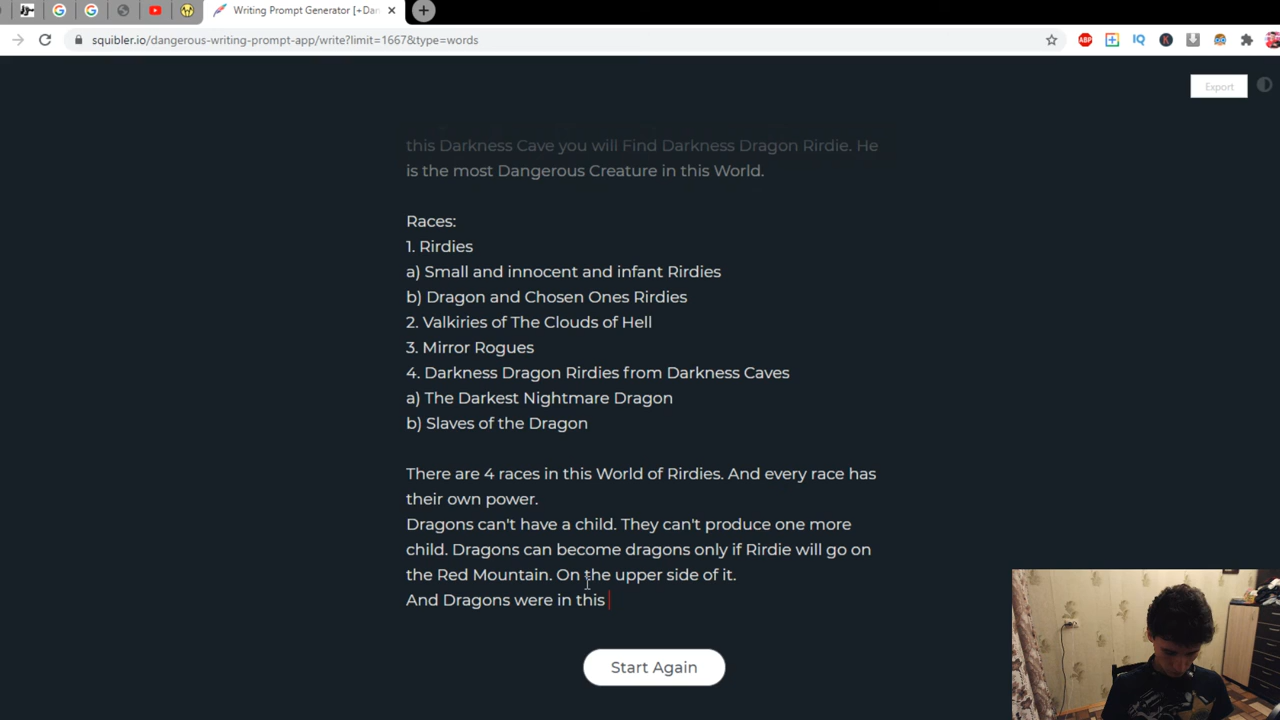 Writing Prompt Generator [+Dan
squibler.io/dangerous-writing-prompt-app/write?limit=1667&type=words
ABP
IQ
K
Export
this Darkness Cave you will Find Darkness Dragon Rirdie. He
is the most Dangerous Creature in this World.
Races:
1. Rirdies
a) Small and innocent and infant Rirdies
b) Dragon and Chosen Ones Rirdies
2. Valkiries of The Clouds of Hell
3. Mirror Rogues
4. Darkness Dragon Rirdies from Darkness Caves
a) The Darkest Nightmare Dragon
b) Slaves of the Dragon
There are 4 races in this World of Rirdies. And every race has
their own power.
Dragons can't have a child. They can't produce one more
child. Dragons can become dragons only if Rirdie will go on
the Red Mountain. On the upper side of it.
And Dragons were in this
Start Again